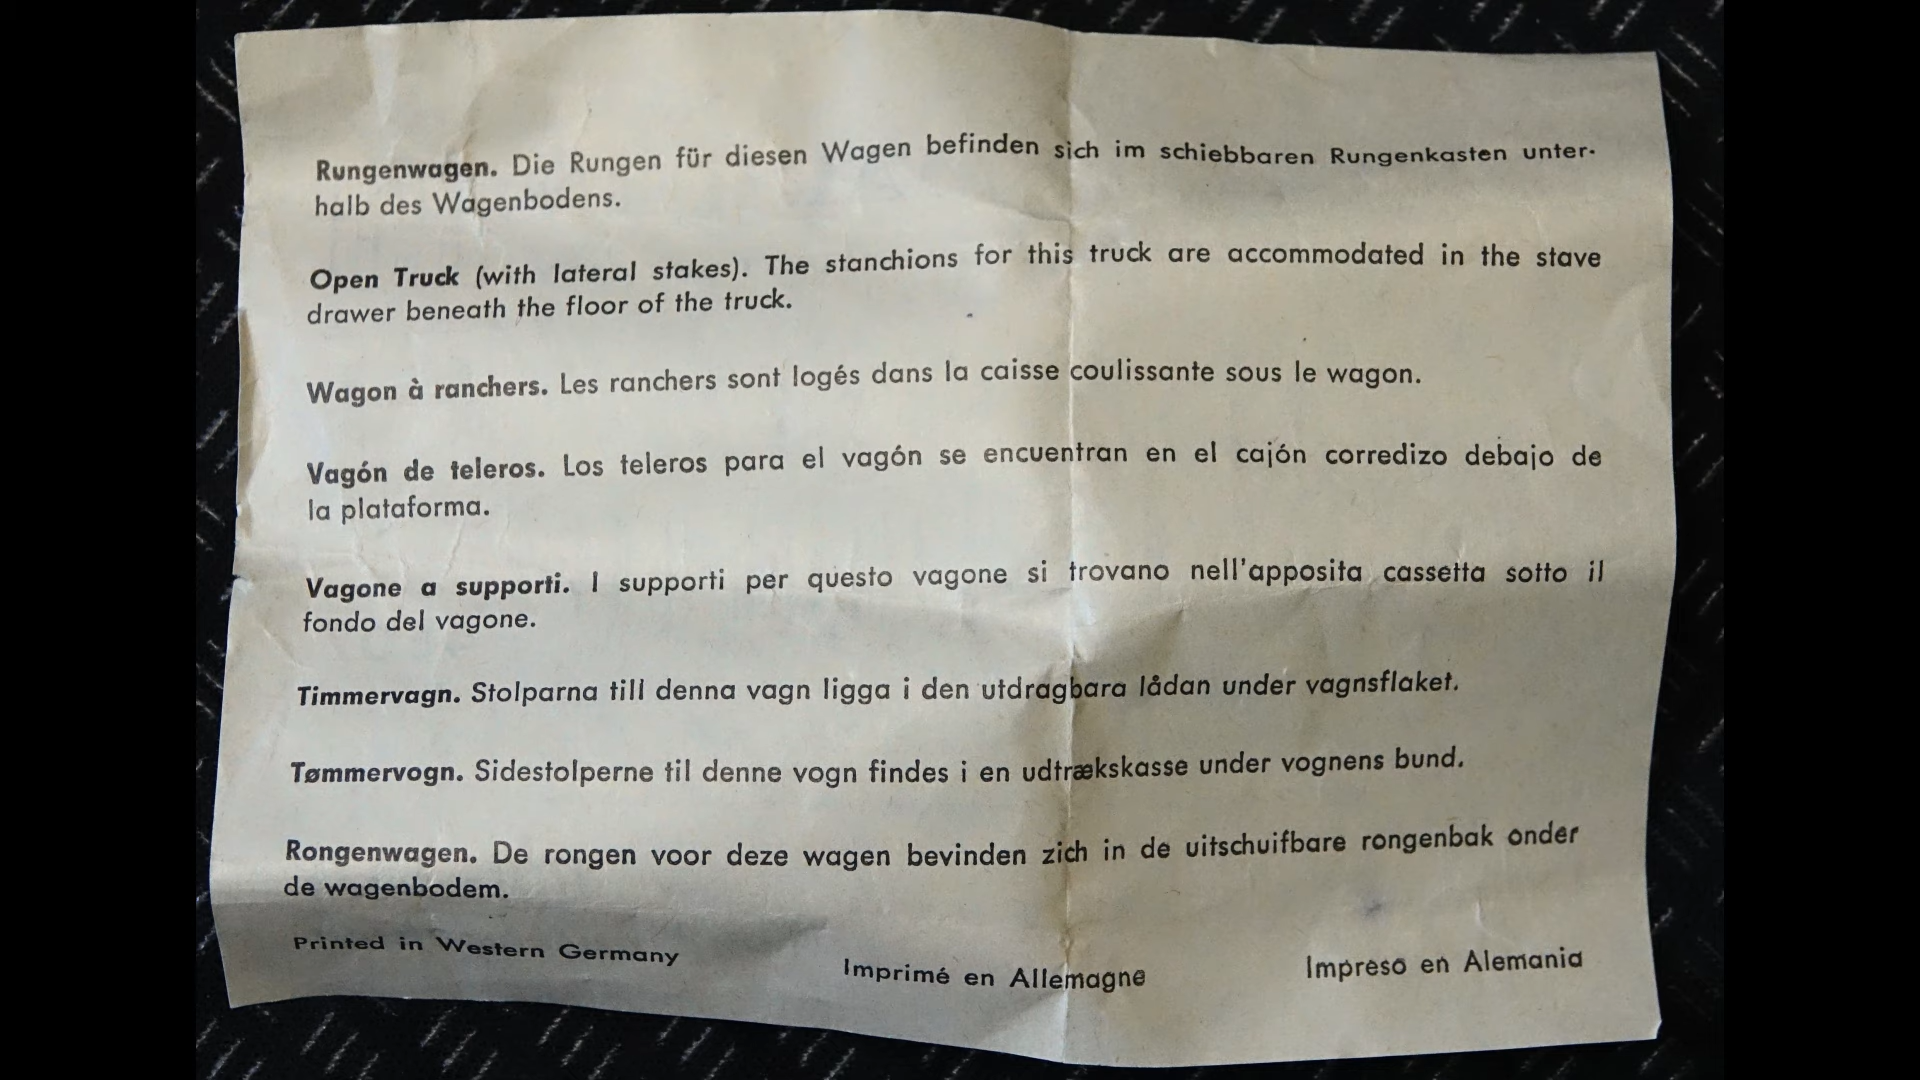 Rungenwagen. Die Rungen für diesen Wagen befinden sich im schiebbaren Rungenkasten unter-
halb des Wagenbodens.
Open Truck (with lateral stakes). The stanchions for this truck are accommodated in the stave
drawer beneath the floor of the truck.
Wagon à ranchers. Les ranchers sont logés dans la caisse coulissante sous le wagon.
Vagón de teleros. Los teleros para el vagón se encuentran en el cajón corredizo debajo de
la plataforma.
Vagone a supporti. I supporti per questo vagone si trovano nell'apposita cassetta sotto il
fondo del vagone.
Timmervagn. Stolparna till denna vagn ligga i den utdragbara lådan under vagnsflaket.
Tømmervogn. Sidestolperne til denne vogn findes i en udtrækskasse under vognens bund.
Rongenwagen. De rongen voor deze wagen bevinden zich in de uitschuifbare rongenbak onder
de wagenbodem.
Printed in Western Germany Imprimé en Allemagne Impreso en Alemania